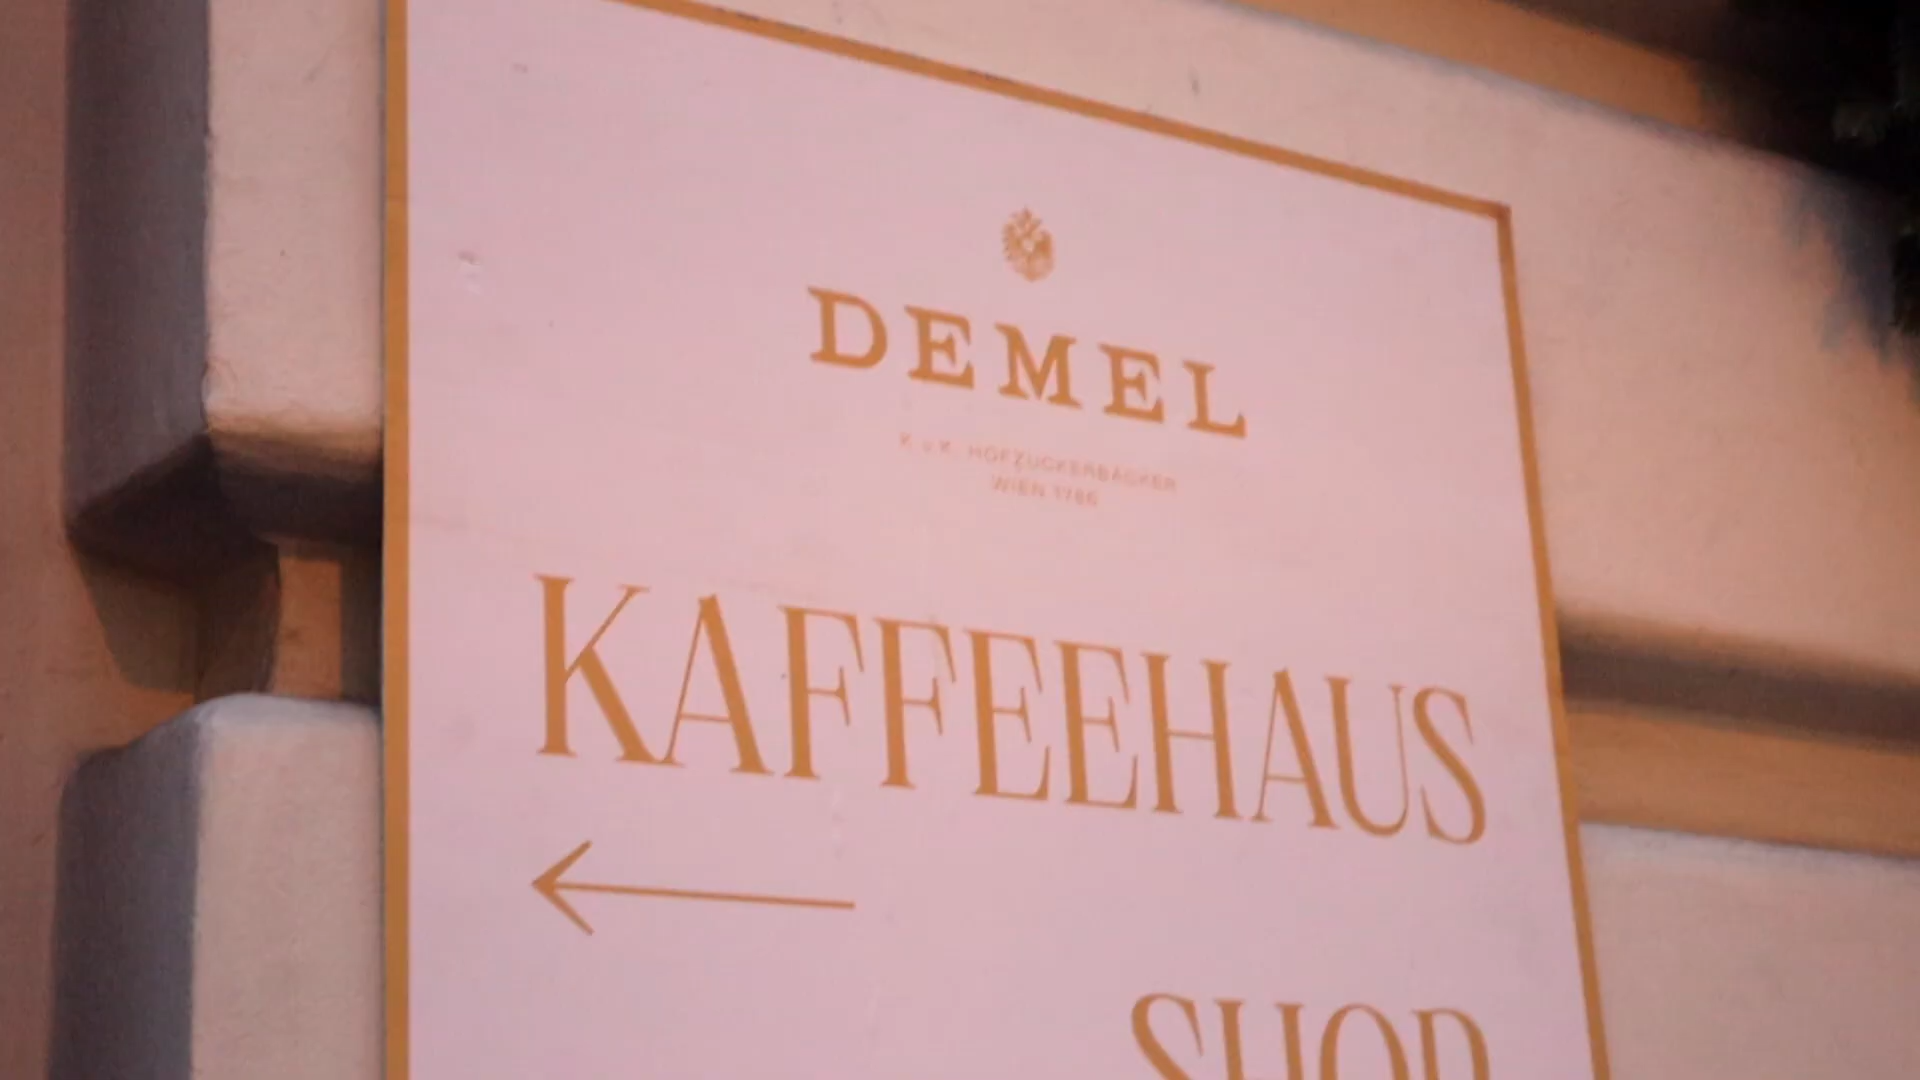 DEMEL
K. u K. HOFZUCKERBÄCKER
WIEN 1786
KAFFEEHAUS
SHOP